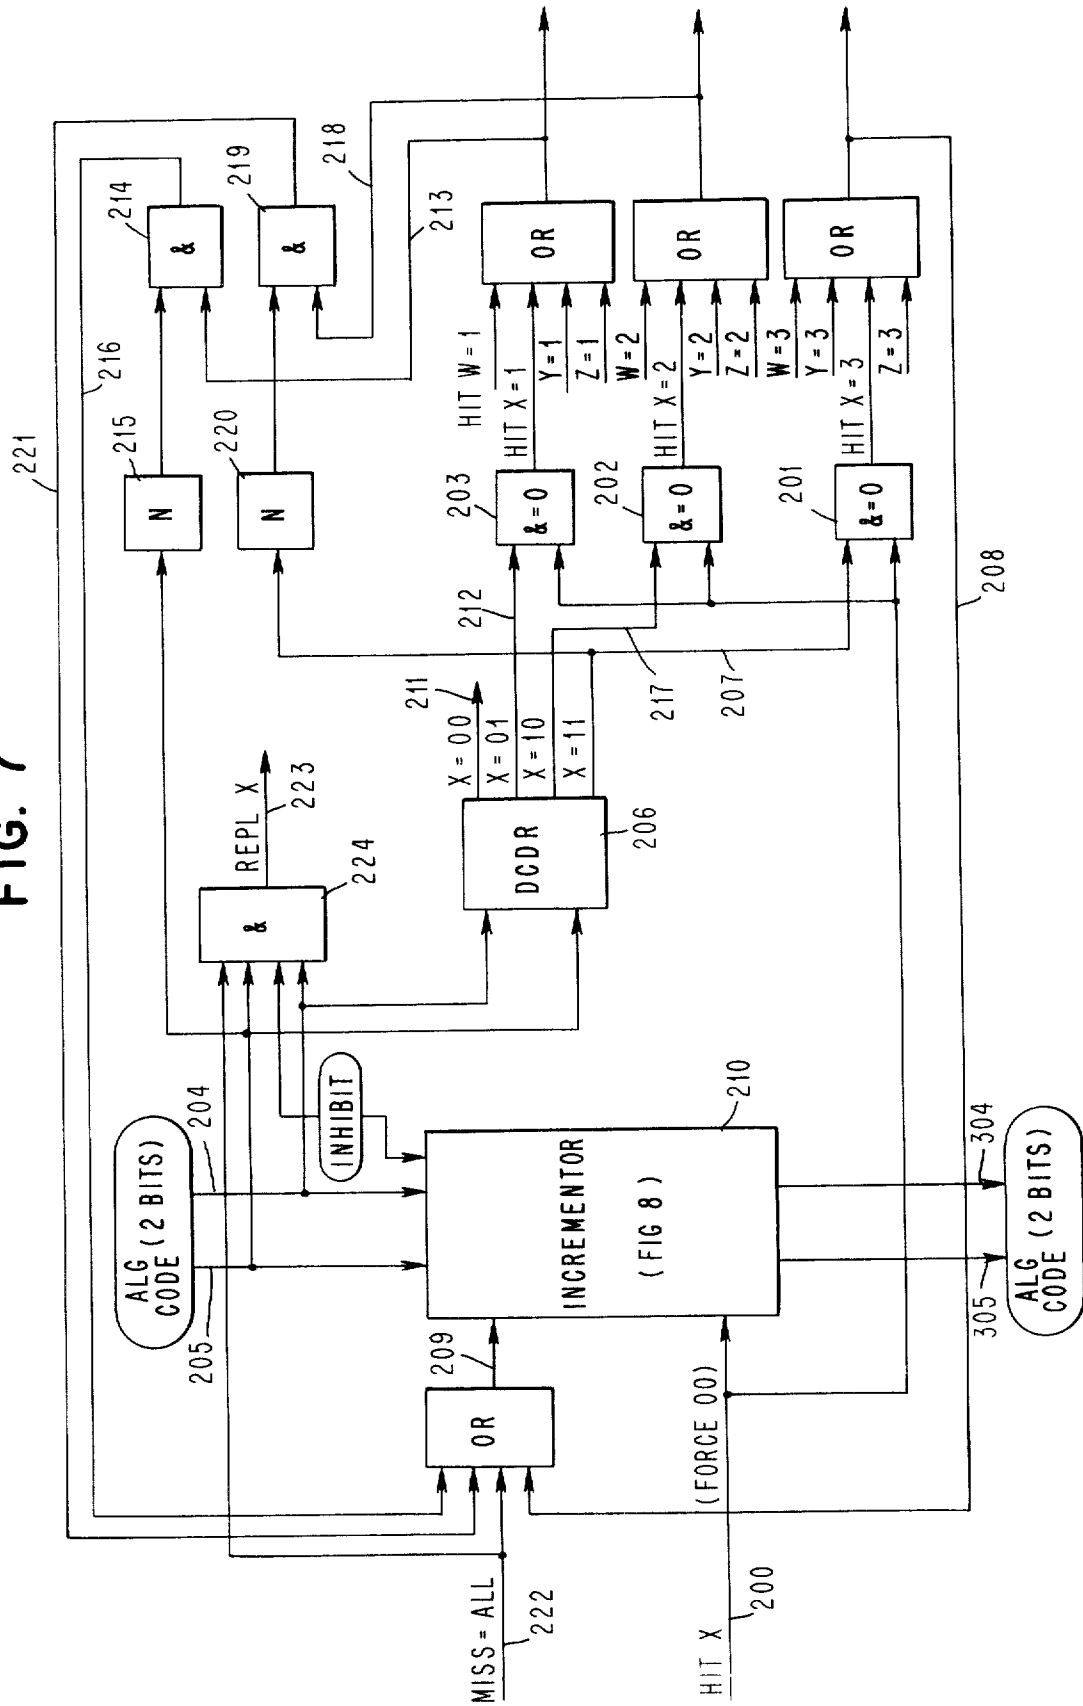 FIG. 7
221
216
214
&
219
&
218
213
215
N
220
N
REPL X
223
224
&
ALG (2 BITS)
CODE
204
205
INHIBIT
X = 00
211
X = 01
X = 10
X = 11
DCDR
206
212
217
207
203
& = 0
202
& = 0
201
& = 0
HIT W = 1
HIT X = 1
Y = 1
Z = 1
W = 2
HIT X = 2
Y = 2
Z = 2
W = 3
Y = 3
HIT X = 3
Z = 3
OR
OR
OR
208
209
OR
INCREMENTOR
(FIG 8)
210
MISS = ALL
222
HIT X
200
(FORCE 00)
305
304
ALG
CODE (2 BITS)